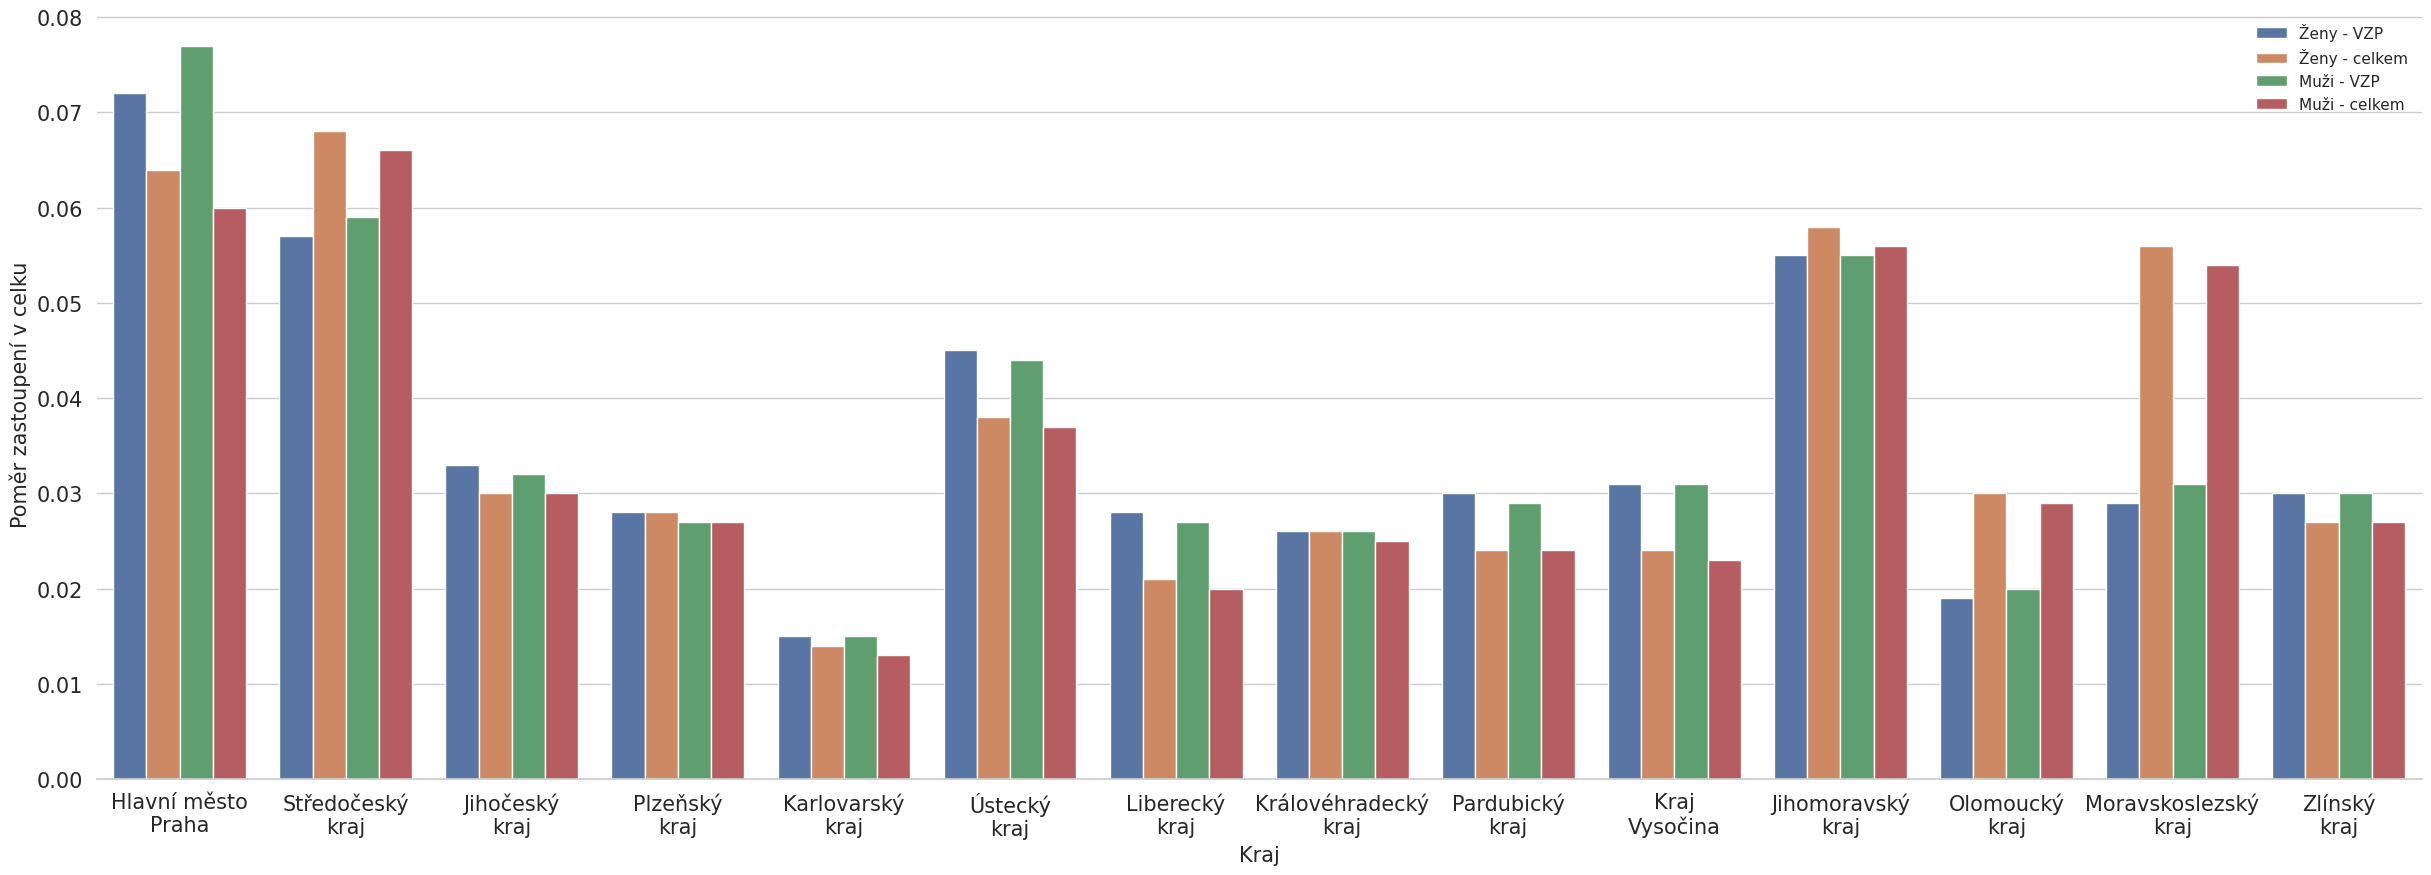 Poměr zastoupení v celku
0.08
0.07
0.06
0.05
0.04
0.03
0.02
0.01
0.00
Ženy - VZP
Ženy - celkem
Muži - VZP
Muži - celkem
Hlavní město
Praha
Středočeský
kraj
Jihočeský
kraj
Plzeňský
kraj
Karlovarský
kraj
Ústecký
kraj
Liberecký
kraj
Královéhradecký
kraj
Pardubický
kraj
Kraj
Vysočina
Jihomoravský
kraj
Olomoucký
kraj
Moravskoslezský
kraj
Zlínský
kraj
Kraj